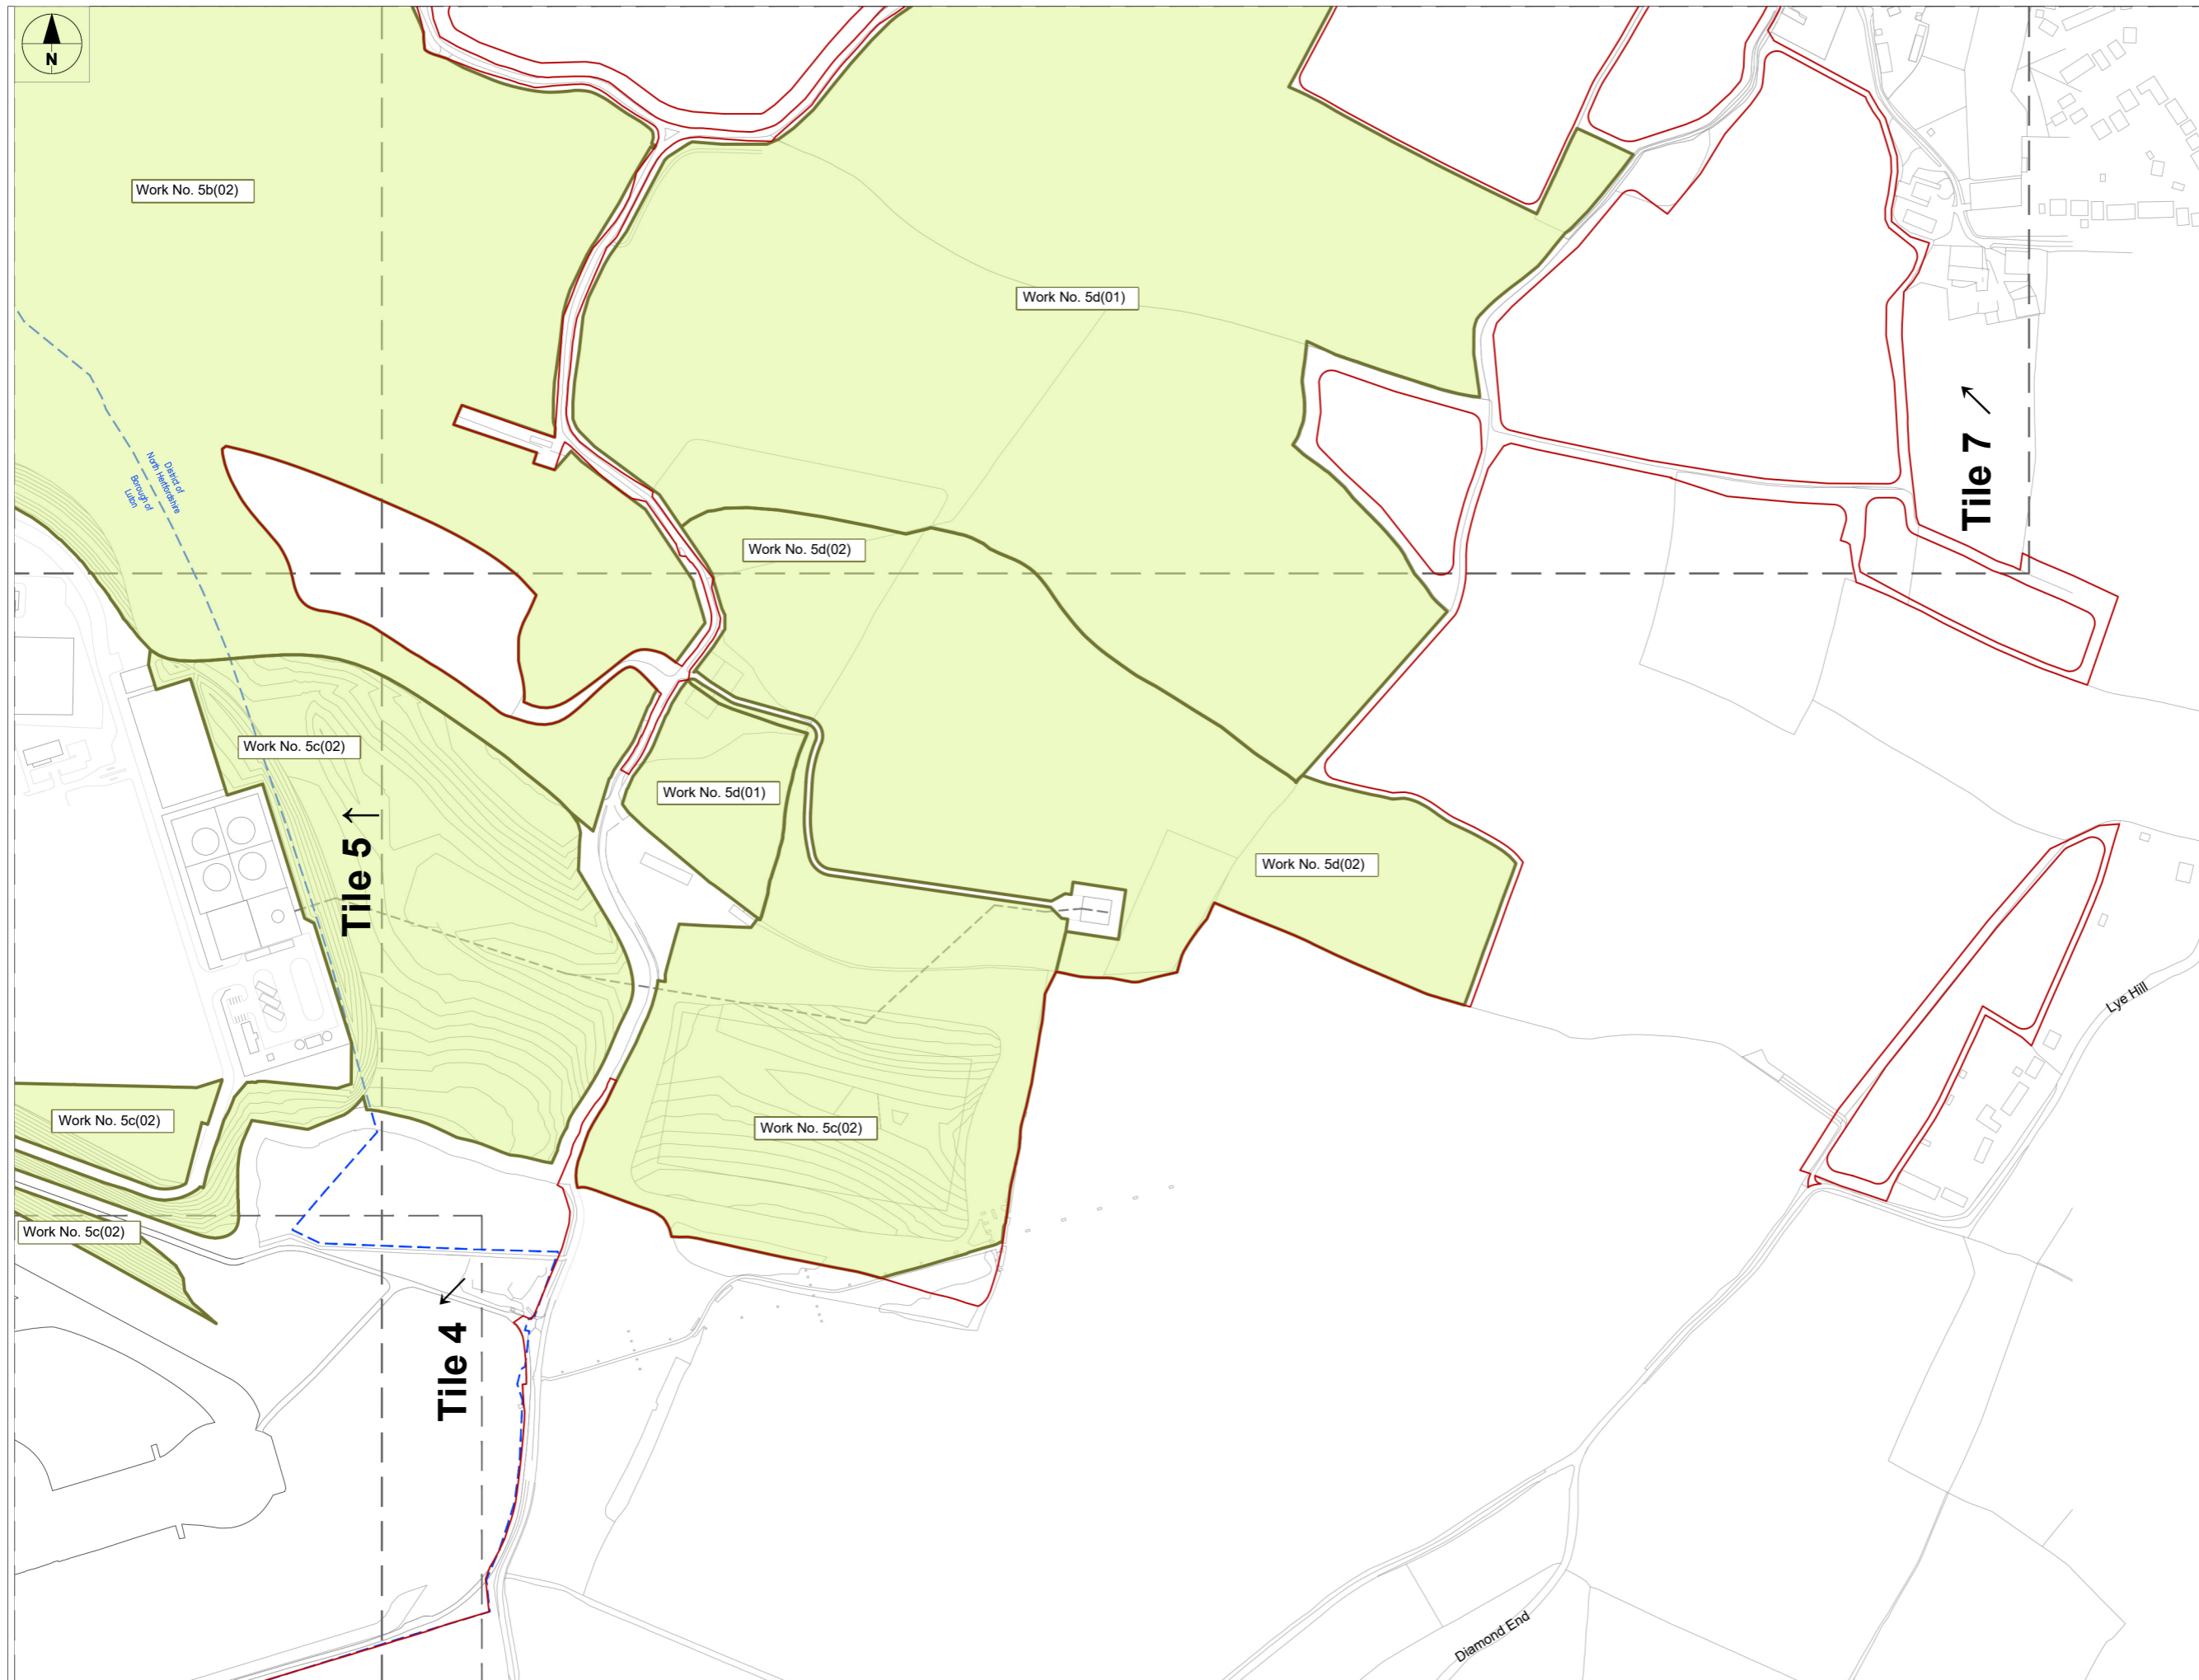 N
Work No. 5b(02)
Work No. 5d(01)
District of
North Hertfordshire
Borough of
Luton
Tile 7 ↗
Work No. 5d(02)
Work No. 5c(02)
Work No. 5d(01)
Tile 5 ←
Work No. 5d(02)
Lye Hill
Work No. 5c(02)
Work No. 5c(02)
Work No. 5c(02)
Tile 4 ↙
Diamond End